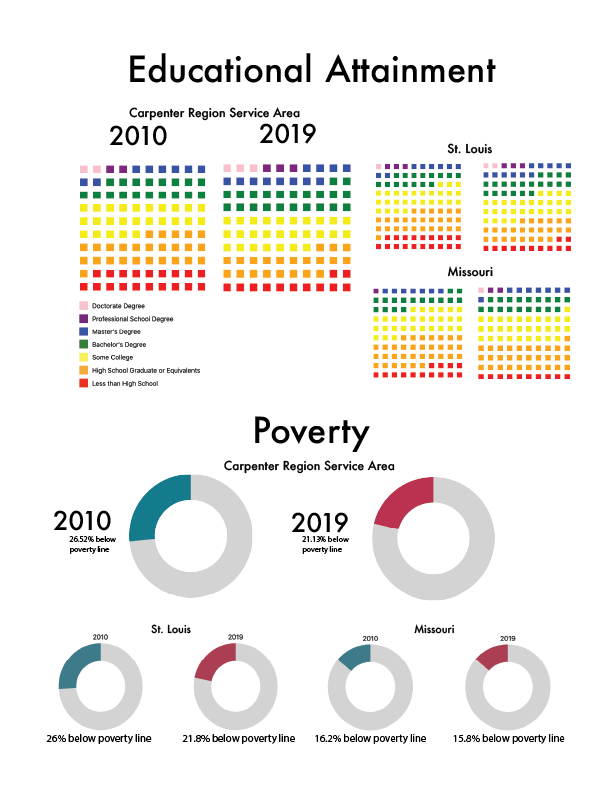 Educational Attainment
Carpenter Region Service Area
2010
2019
St. Louis
Missouri
Doctorate Degree
Professional School Degree
Master's Degree
Bachelor's Degree
Some College
High School Graduate or Equivalents
Less than High School
Poverty
Carpenter Region Service Area
2010
26.52% below
poverty line
2019
21.13% below
poverty line
St. Louis
Missouri
2010
2019
2010
2019
26% below poverty line
21.8% below poverty line
16.2% below poverty line
15.8% below poverty line